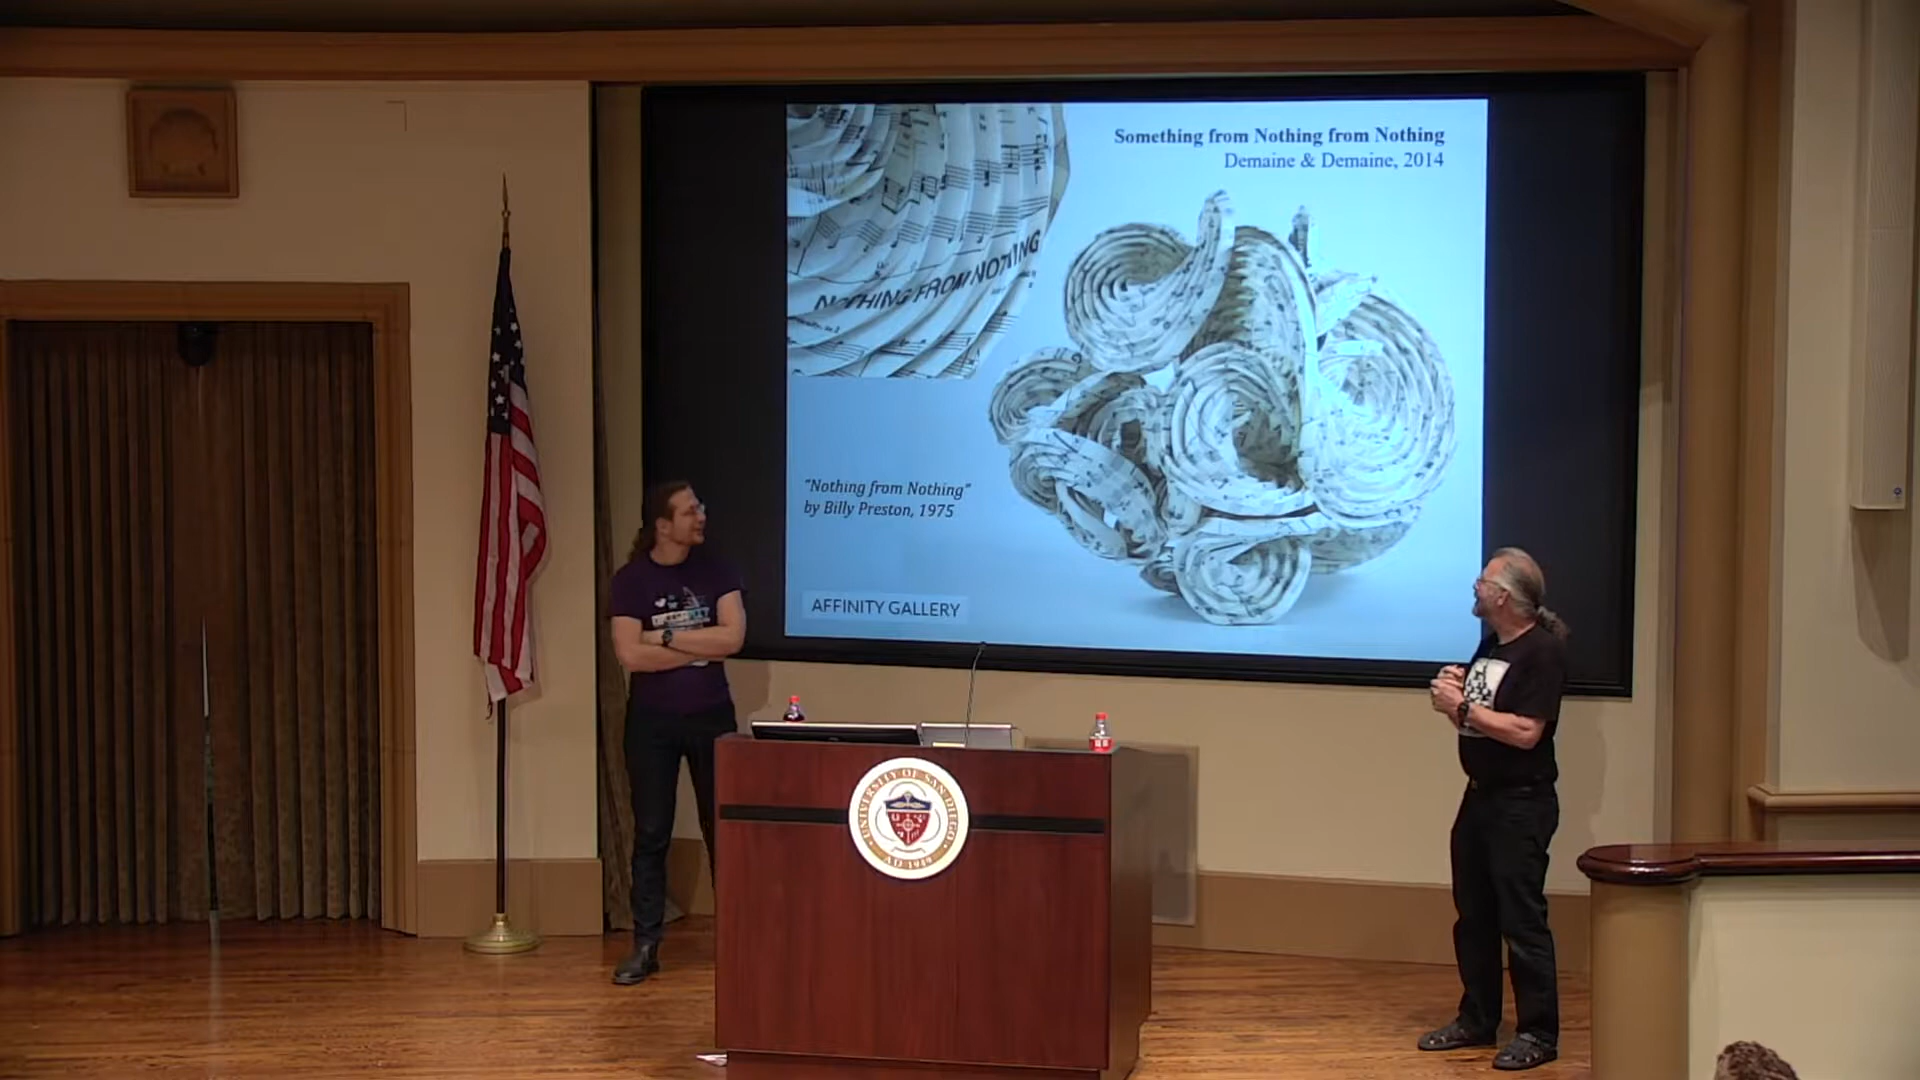 Something from Nothing from Nothing
Demaine & Demaine, 2014
NOTHING FROM NOTHING
"Nothing from Nothing"
by Billy Preston, 1975
AFFINITY GALLERY
UNIVERSITY OF SAN DIEGO
AD 1949